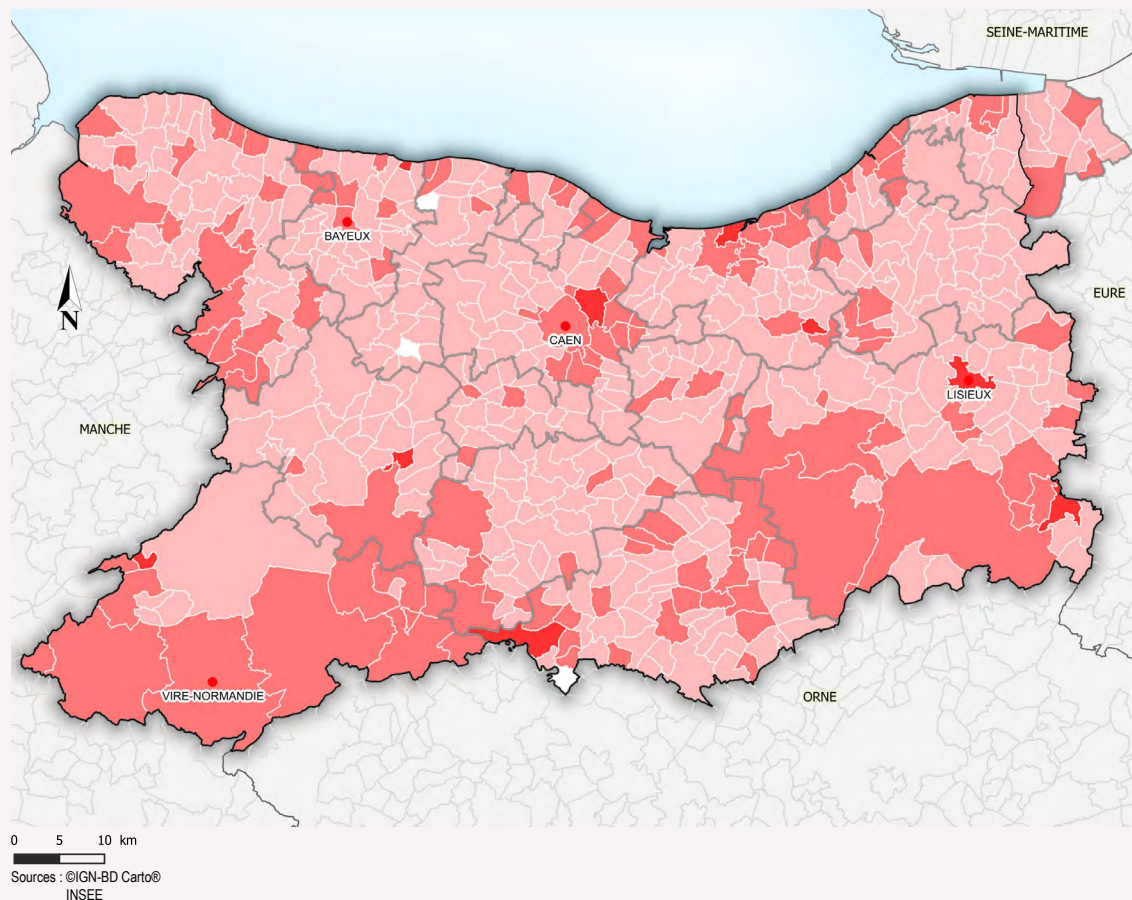 SEINE-MARITIME
BAYEUX
EURE
N
CAEN
LISIEUX
MANCHE
VIRE-NORMANDIE
ORNE
0 5 10 km
Sources : ©IGN-BD Carto®
INSEE